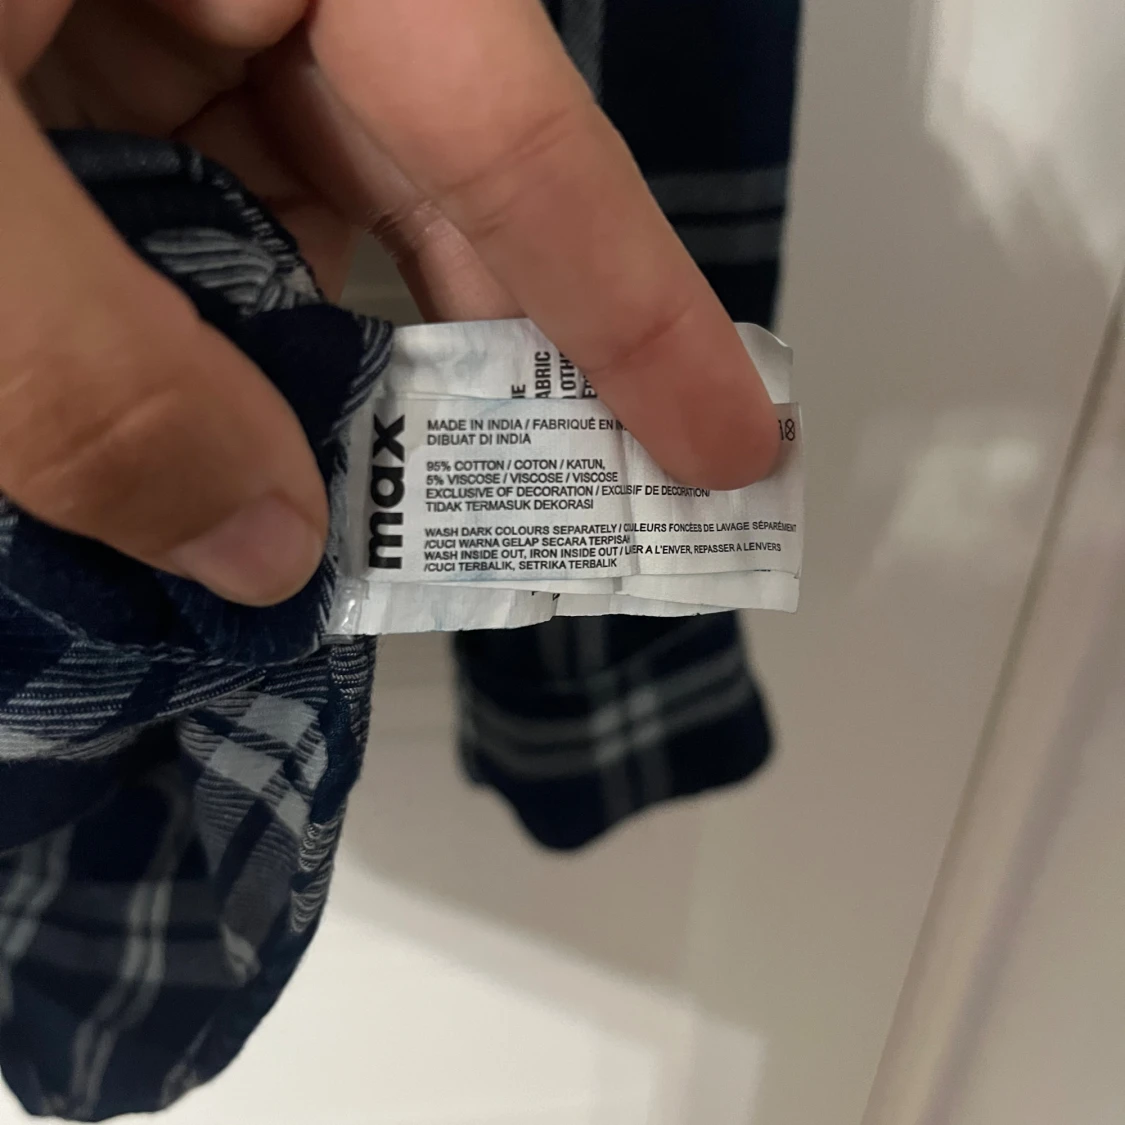 max
MADE IN INDIA / FABRIQUÉ EN
DIBUAT DI INDIA
95% COTTON / COTON / KATUN,
5% VISCOSE / VISCOSE / VISCOSE
EXCLUSIVE OF DECORATION / EXCLUSIF DE DECORATION/
TIDAK TERMASUK DEKORASI
WASH DARK COLOURS SEPARATELY / COULEURS FONCÉES DE LAVAGE SÉPARÉMENT
/CUCI WARNA GELAP SECARA TERPISAH
WASH INSIDE OUT, IRON INSIDE OUT / A L'ENVER, REPASSER A LENVERS
/CUCI TERBALIK, SETRIKA TERBALIK